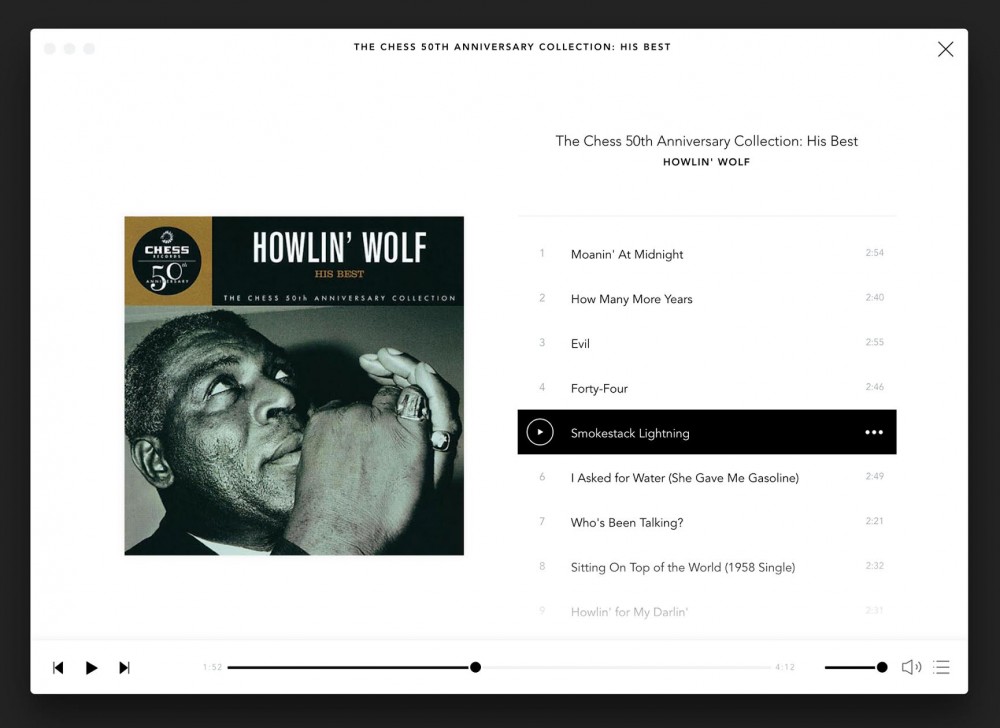 THE CHESS 50TH ANNIVERSARY COLLECTION: HIS BEST
The Chess 50th Anniversary Collection: His Best
HOWLIN' WOLF
CHESS
RECORDS
50th
ANNIVERSARY
HOWLIN' WOLF
HIS BEST
THE CHESS 50th ANNIVERSARY COLLECTION
1 Moanin' At Midnight 2:54
2 How Many More Years 2:40
3 Evil 2:55
4 Forty-Four 2:46
Smokestack Lightning
6 I Asked for Water (She Gave Me Gasoline) 2:49
7 Who's Been Talking? 2:21
8 Sitting On Top of the World (1958 Single) 2:32
9 Howlin' for My Darlin' 2:31
1:52 4:12